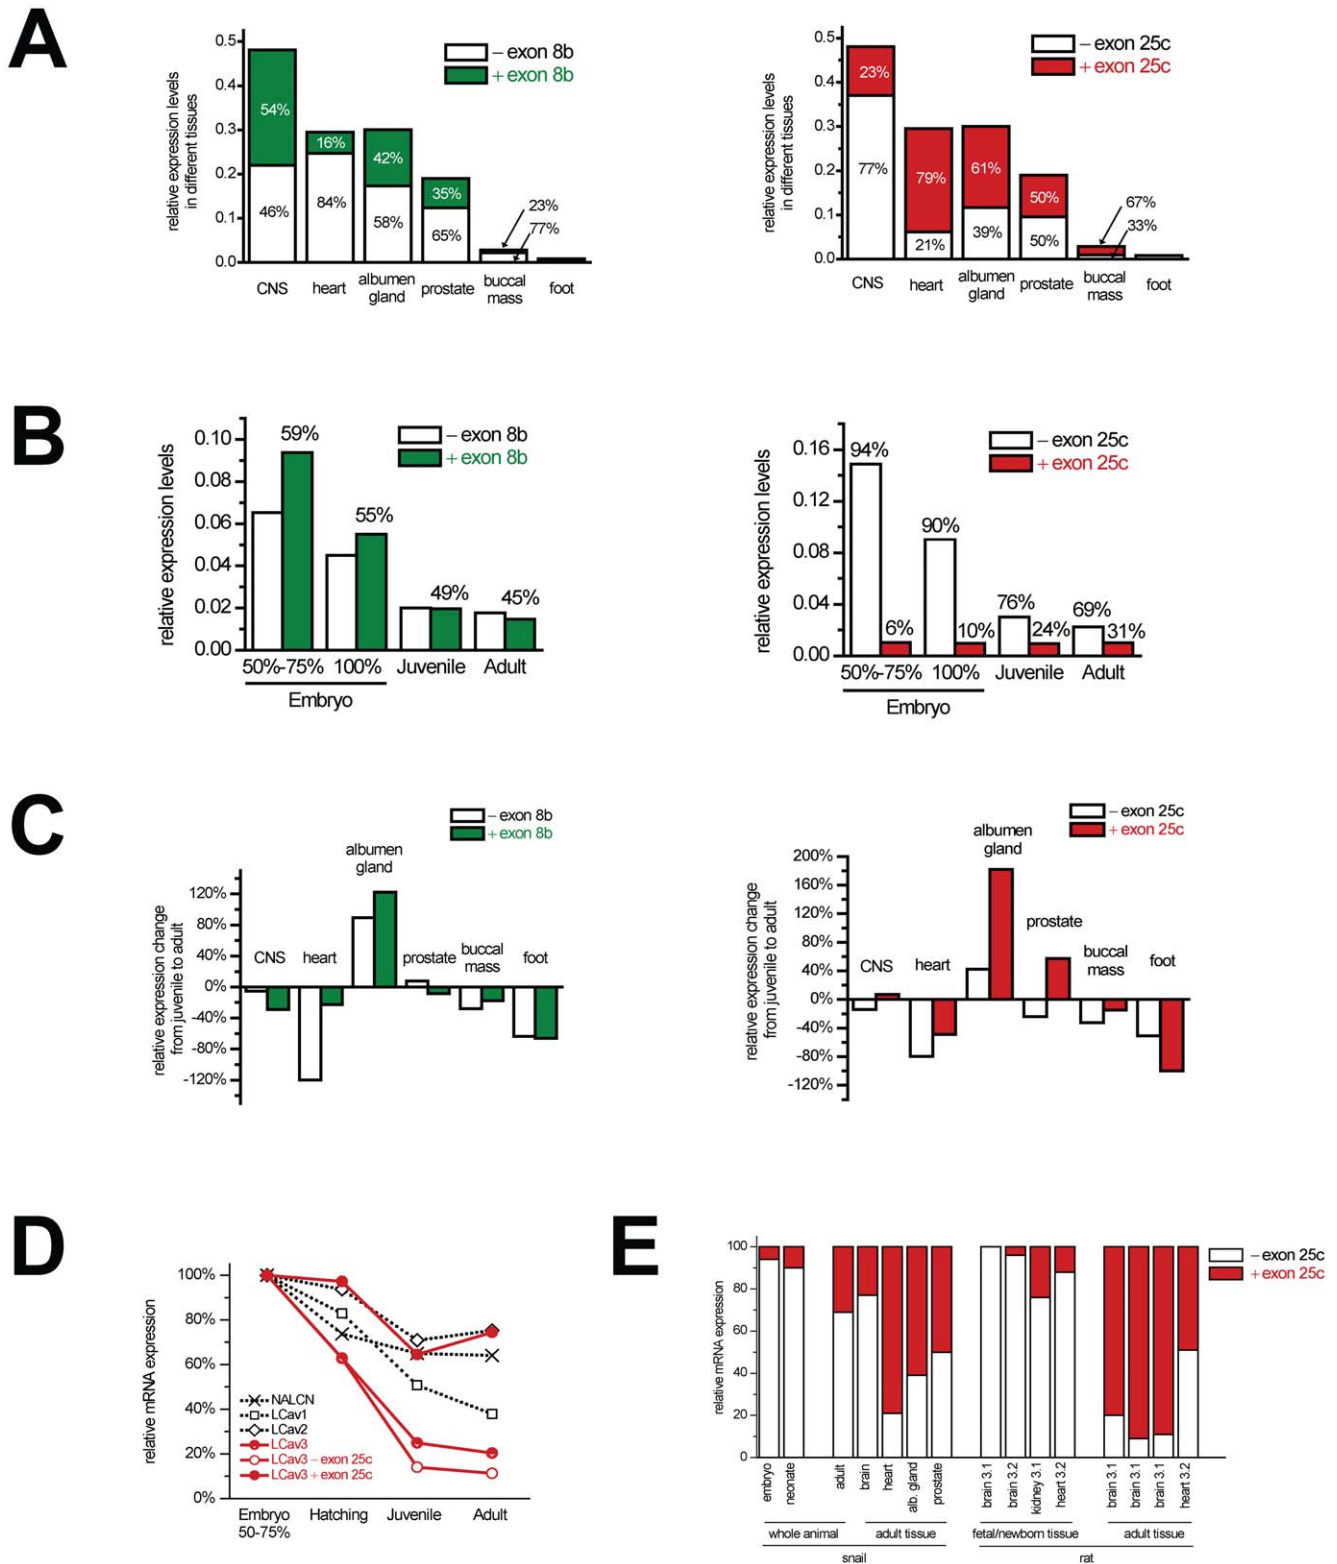 A
relative expression levels
in different tissues
0.5
0.4
0.3
0.2
0.1
0.0
– exon 8b
+ exon 8b
54%
46%
16%
84%
42%
58%
35%
65%
23%
77%
CNS
heart
albumen
gland
prostate
buccal
mass
foot
relative expression levels
in different tissues
0.5
0.4
0.3
0.2
0.1
0.0
– exon 25c
+ exon 25c
23%
77%
79%
21%
61%
39%
50%
50%
67%
33%
CNS
heart
albumen
gland
prostate
buccal
mass
foot
B
relative expression levels
0.10
0.08
0.06
0.04
0.02
0.00
– exon 8b
+ exon 8b
59%
55%
49%
45%
50%-75%
100%
Juvenile
Adult
Embryo
relative expression levels
0.16
0.12
0.08
0.04
0.00
– exon 25c
+ exon 25c
94%
6%
90%
10%
76%
24%
69%
31%
50%-75%
100%
Juvenile
Adult
Embryo
C
relative expression change
from juvenile to adult
120%
80%
40%
0%
-40%
-80%
-120%
– exon 8b
+ exon 8b
CNS
heart
albumen
gland
prostate
buccal
mass
foot
relative expression change
from juvenile to adult
200%
160%
120%
80%
40%
0%
-40%
-80%
-120%
– exon 25c
+ exon 25c
CNS
heart
albumen
gland
prostate
buccal
mass
foot
D
relative mRNA expression
100%
80%
60%
40%
20%
0%
NALCN
LCav1
LCav2
LCav3
LCav3 – exon 25c
LCav3 + exon 25c
Embryo
50-75%
Hatching
Juvenile
Adult
E
relative mRNA expression
100
80
60
40
20
0
– exon 25c
+ exon 25c
embryo
neonate
adult
brain
heart
alb. gland
prostate
brain 3.1
brain 3.2
kidney 3.1
heart 3.2
brain 3.1
brain 3.1
brain 3.1
heart 3.2
whole animal
adult tissue
fetal/newborn tissue
adult tissue
snail
rat